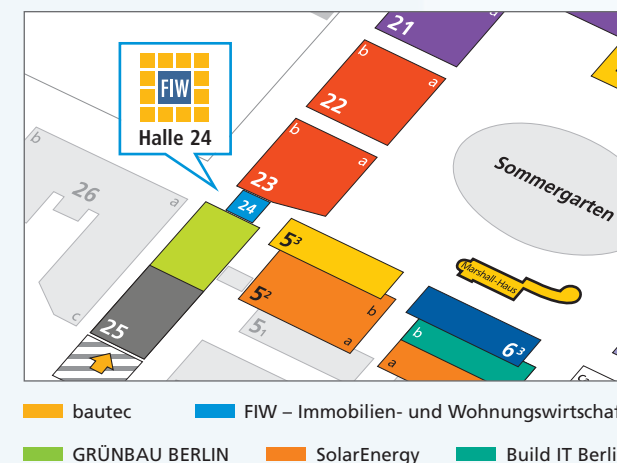 21
b
a
22
FIW
Halle 24
b
a
23
Sommergarten
b
26
a
24
5³
Marshall-Haus
5²
b
c
25
5₁
a
b
6³
a
bautec
FIW – Immobilien- und Wohnungswirtschaf
GRÜNBAU BERLIN
SolarEnergy
Build IT Berli